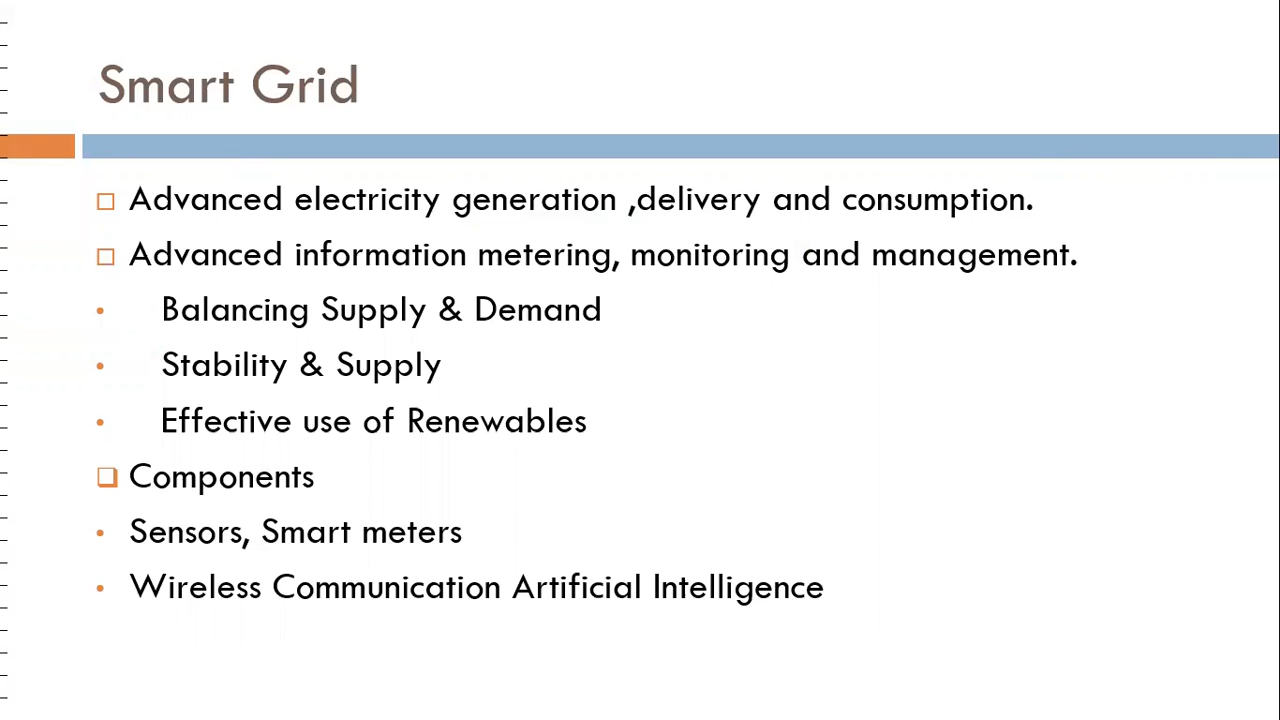 Smart Grid
Advanced electricity generation ,delivery and consumption.
Advanced information metering, monitoring and management.
Balancing Supply & Demand
Stability & Supply
Effective use of Renewables
Components
Sensors, Smart meters
Wireless Communication Artificial Intelligence